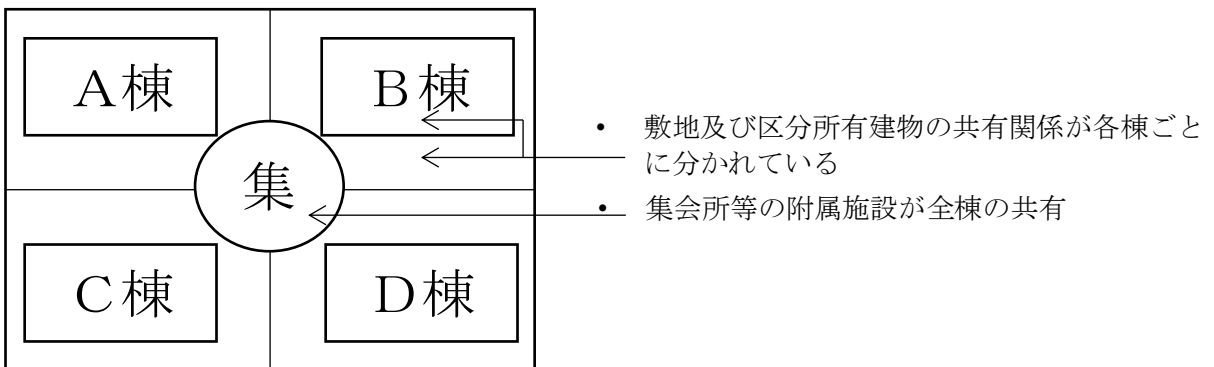 A棟
B棟
集
C棟
D棟
・ 敷地及び区分所有建物の共有関係が各棟ごと
に分かれている
・ 集会所等の附属施設が全棟の共有